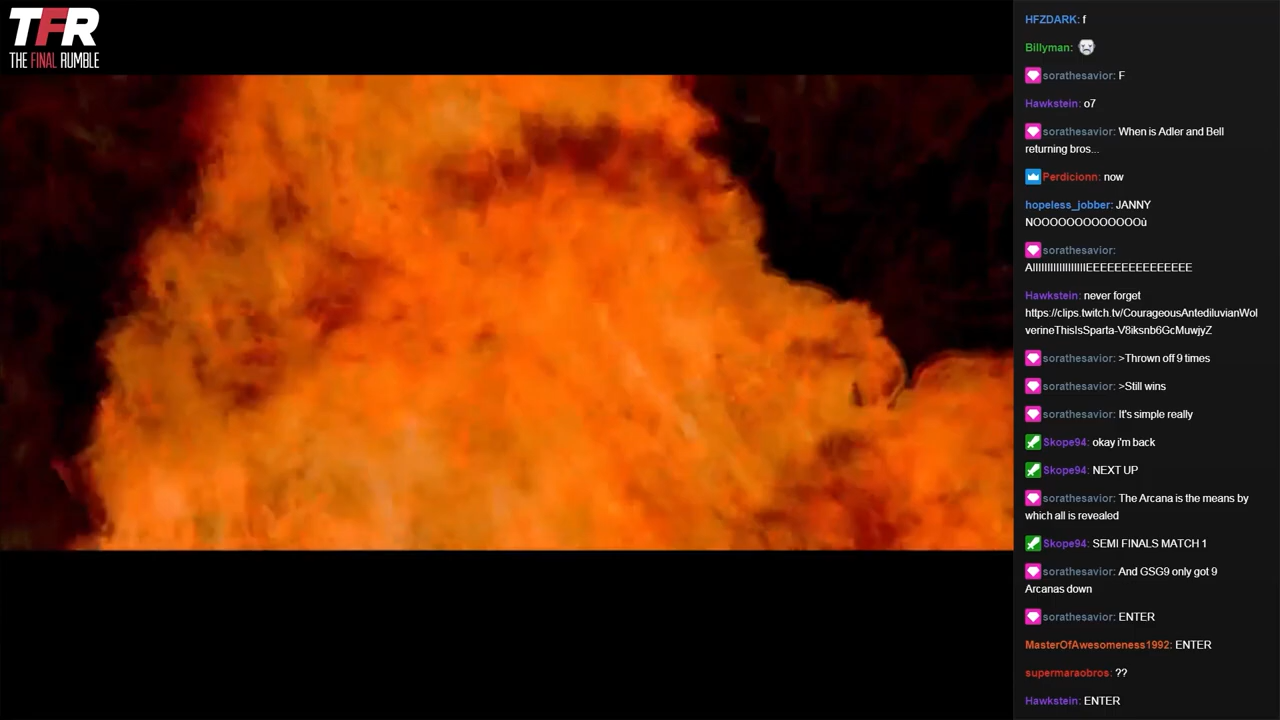 TFR
THE FINAL RUMBLE
HFZDARK: f
Billyman:
sorathesavior: F
Hawkstein: o7
sorathesavior: When is Adler and Bell
returning bros...
Perdicionn: now
hopeless_jobber: JANNY
NOOOOOOOOOOOOOù
sorathesavior:
AIIIIIIIIIIIIIIIIIIEEEEEEEEEEEEEEE
Hawkstein: never forget
https://clips.twitch.tv/CourageousAntediluvianWol
verineThisIsSparta-V8iksnb6GcMuwjyZ
sorathesavior: >Thrown off 9 times
sorathesavior: >Still wins
sorathesavior: It's simple really
Skope94: okay i'm back
Skope94: NEXT UP
sorathesavior: The Arcana is the means by
which all is revealed
Skope94: SEMI FINALS MATCH 1
sorathesavior: And GSG9 only got 9
Arcanas down
sorathesavior: ENTER
MasterOfAwesomeness1992: ENTER
supermaraobros: ??
Hawkstein: ENTER